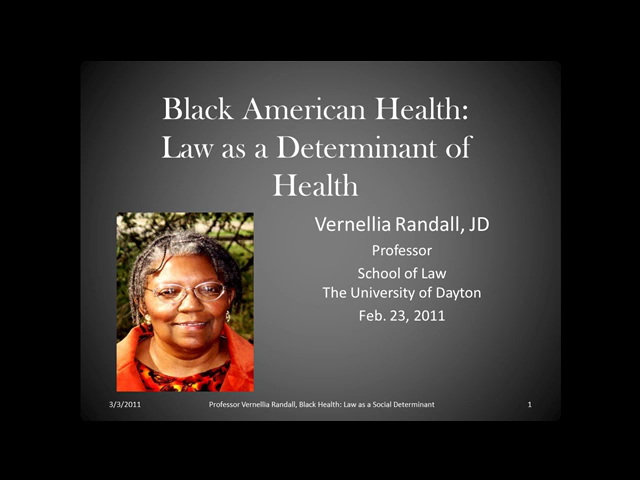 Black American Health:
Law as a Determinant of
Health
Vernellia Randall, JD
Professor
School of Law
The University of Dayton
Feb. 23, 2011
3/3/2011
Professor Vernellia Randall, Black Health: Law as a Social Determinant
1